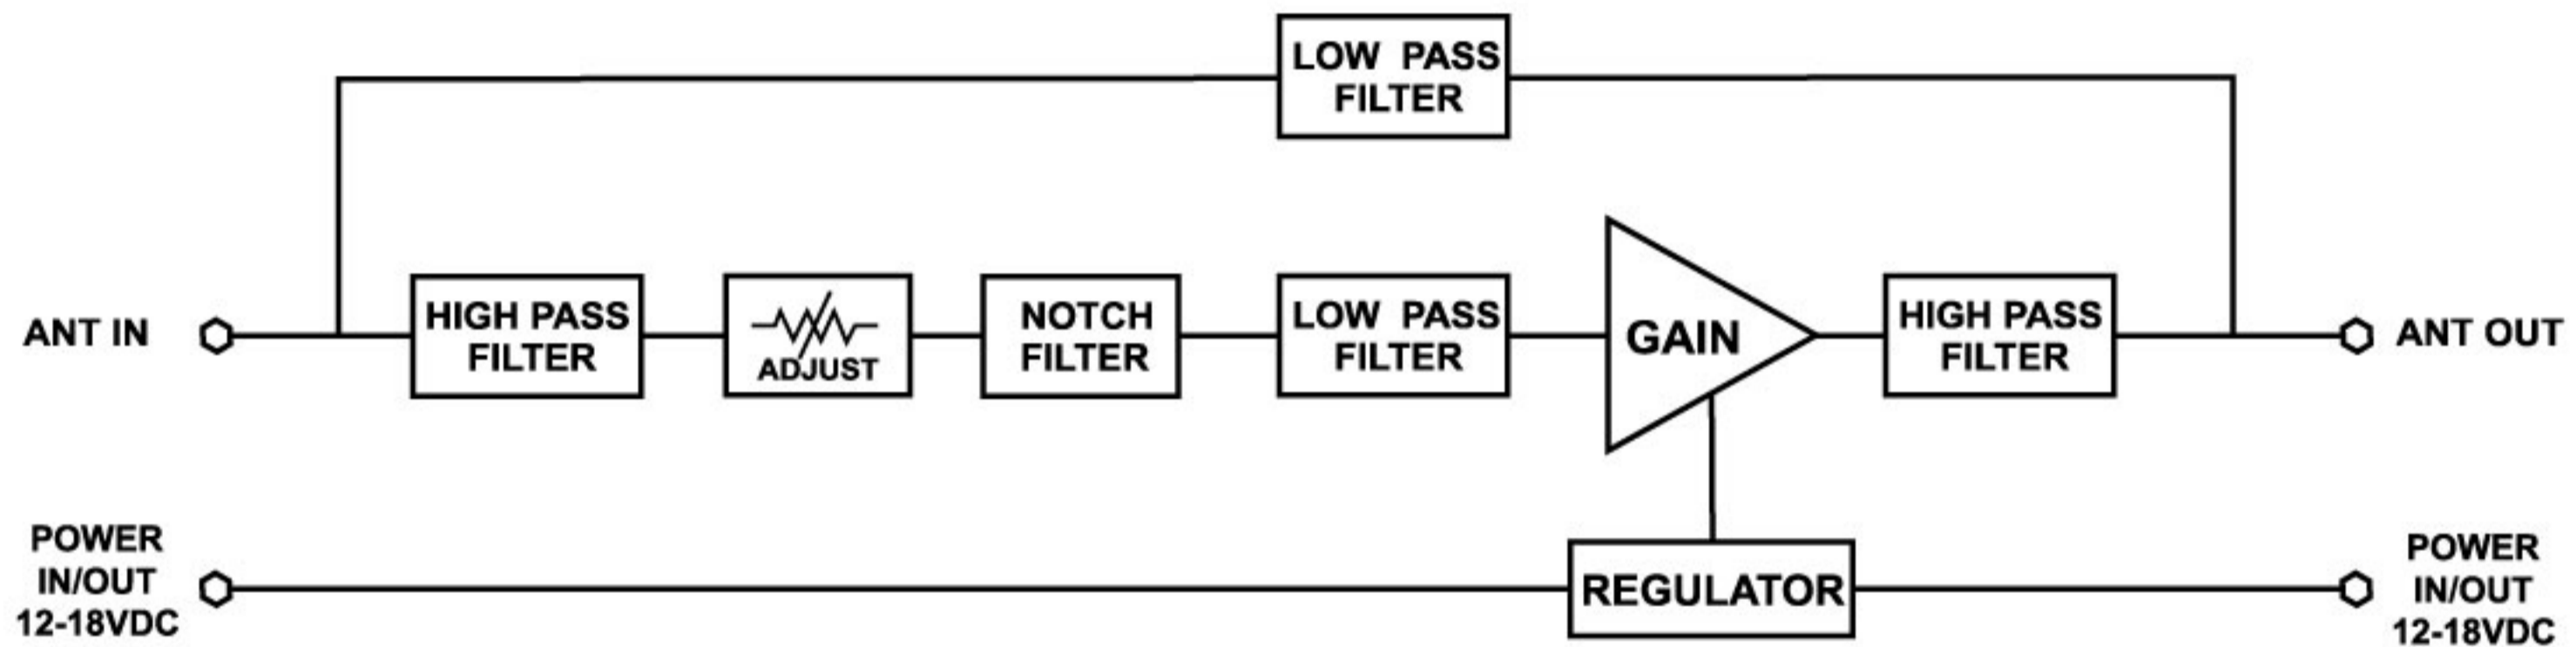 LOW PASS
FILTER
ANT IN
HIGH PASS
FILTER
ADJUST
NOTCH
FILTER
LOW PASS
FILTER
GAIN
HIGH PASS
FILTER
ANT OUT
POWER
IN/OUT
12-18VDC
REGULATOR
POWER
IN/OUT
12-18VDC